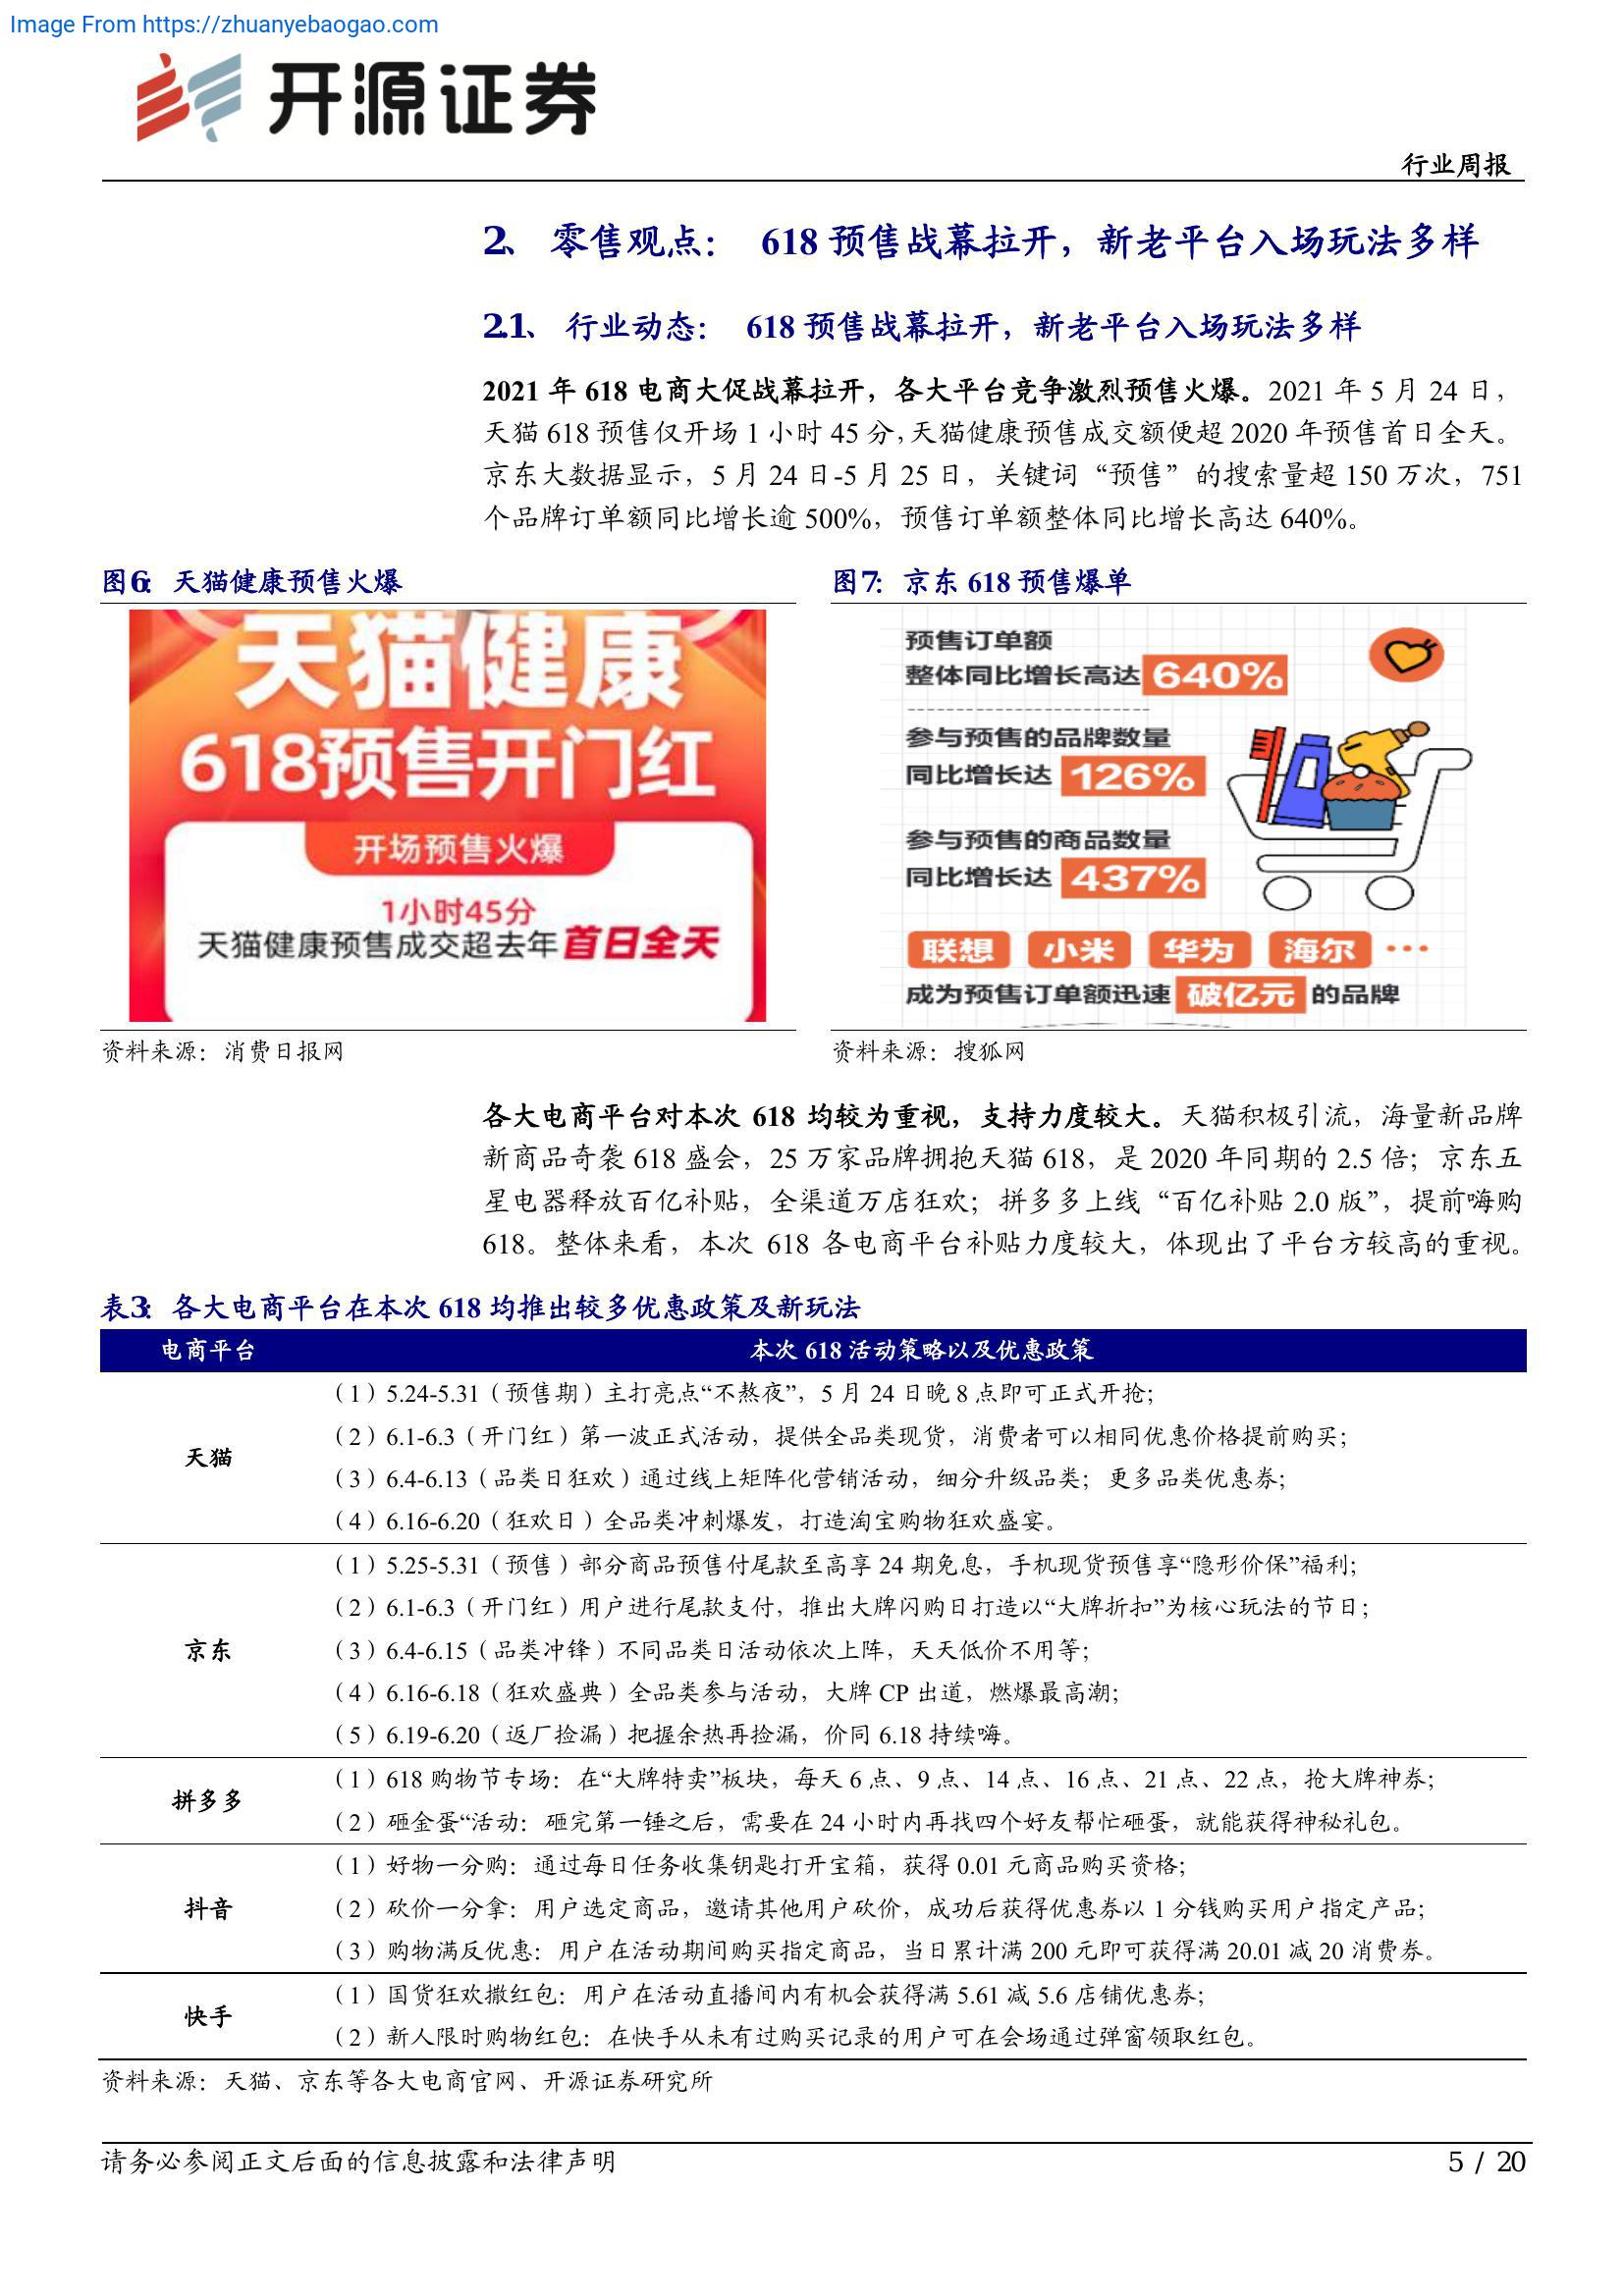 Image From https://zhuanyebaogao.com
开源证券
行业周报
2、 零售观点： 618 预售战幕拉开，新老平台入场玩法多样
2.1、 行业动态： 618 预售战幕拉开，新老平台入场玩法多样
2021 年 618 电商大促战幕拉开，各大平台竞争激烈预售火爆。2021 年 5 月 24 日，
天猫 618 预售仅开场 1 小时 45 分，天猫健康预售成交额便超 2020 年预售首日全天。
京东大数据显示，5 月 24 日-5 月 25 日，关键词“预售”的搜索量超 150 万次，751
个品牌订单额同比增长逾 500%，预售订单额整体同比增长高达 640%。
图6： 天猫健康预售火爆
天猫健康
618预售开门红
开场预售火爆
1小时45分
天猫健康预售成交超去年首日全天
资料来源：消费日报网
图7： 京东 618 预售爆单
预售订单额
整体同比增长高达 640%
参与预售的品牌数量
同比增长达 126%
参与预售的商品数量
同比增长达 437%
联想 小米 华为 海尔 ···
成为预售订单额迅速 破亿元 的品牌
资料来源：搜狐网
各大电商平台对本次 618 均较为重视，支持力度较大。天猫积极引流，海量新品牌
新商品奇袭 618 盛会，25 万家品牌拥抱天猫 618，是 2020 年同期的 2.5 倍；京东五
星电器释放百亿补贴，全渠道万店狂欢；拼多多上线“百亿补贴 2.0 版”，提前嗨购
618。整体来看，本次 618 各电商平台补贴力度较大，体现出了平台方较高的重视。
表3： 各大电商平台在本次 618 均推出较多优惠政策及新玩法
电商平台 本次 618 活动策略以及优惠政策
天猫
（1）5.24-5.31（预售期）主打亮点“不熬夜”，5 月 24 日晚 8 点即可正式开抢；
（2）6.1-6.3（开门红）第一波正式活动，提供全品类现货，消费者可以相同优惠价格提前购买；
（3）6.4-6.13（品类日狂欢）通过线上矩阵化营销活动，细分升级品类；更多品类优惠券；
（4）6.16-6.20（狂欢日）全品类冲刺爆发，打造淘宝购物狂欢盛宴。
京东
（1）5.25-5.31（预售）部分商品预售付尾款至高享 24 期免息，手机现货预售享“隐形价保”福利；
（2）6.1-6.3（开门红）用户进行尾款支付，推出大牌闪购日打造以“大牌折扣”为核心玩法的节日；
（3）6.4-6.15（品类冲锋）不同品类日活动依次上阵，天天低价不用等；
（4）6.16-6.18（狂欢盛典）全品类参与活动，大牌 CP 出道，燃爆最高潮；
（5）6.19-6.20（返厂捡漏）把握余热再捡漏，价同 6.18 持续嗨。
拼多多
（1）618 购物节专场：在“大牌特卖”板块，每天 6 点、9 点、14 点、16 点、21 点、22 点，抢大牌神券；
（2）砸金蛋“活动：砸完第一锤之后，需要在 24 小时内再找四个好友帮忙砸蛋，就能获得神秘礼包。
抖音
（1）好物一分购：通过每日任务收集钥匙打开宝箱，获得 0.01 元商品购买资格；
（2）砍价一分拿：用户选定商品，邀请其他用户砍价，成功后获得优惠券以 1 分钱购买用户指定产品；
（3）购物满反优惠：用户在活动期间购买指定商品，当日累计满 200 元即可获得满 20.01 减 20 消费券。
快手
（1）国货狂欢撒红包：用户在活动直播间内有机会获得满 5.61 减 5.6 店铺优惠券；
（2）新人限时购物红包：在快手从未有过购买记录的用户可在会场通过弹窗领取红包。
资料来源：天猫、京东等各大电商官网、开源证券研究所
请务必参阅正文后面的信息披露和法律声明
5 / 20